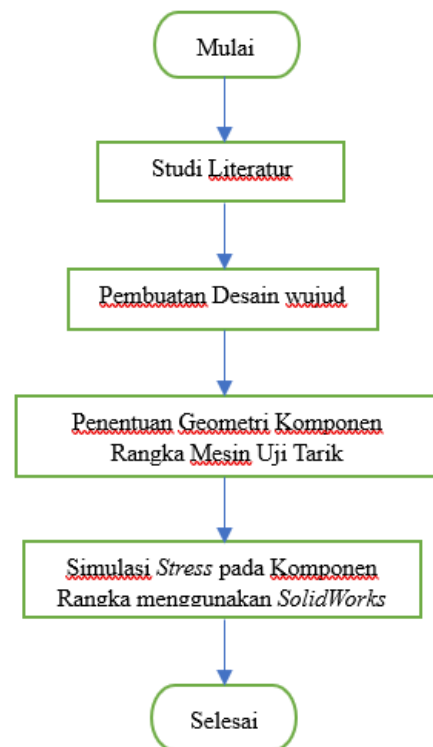 Mulai
Studi Literatur
Pembuatan Desain wujud
Penentuan Geometri Komponen
Rangka Mesin Uji Tarik
Simulasi Stress pada Komponen
Rangka menggunakan SolidWorks
Selesai